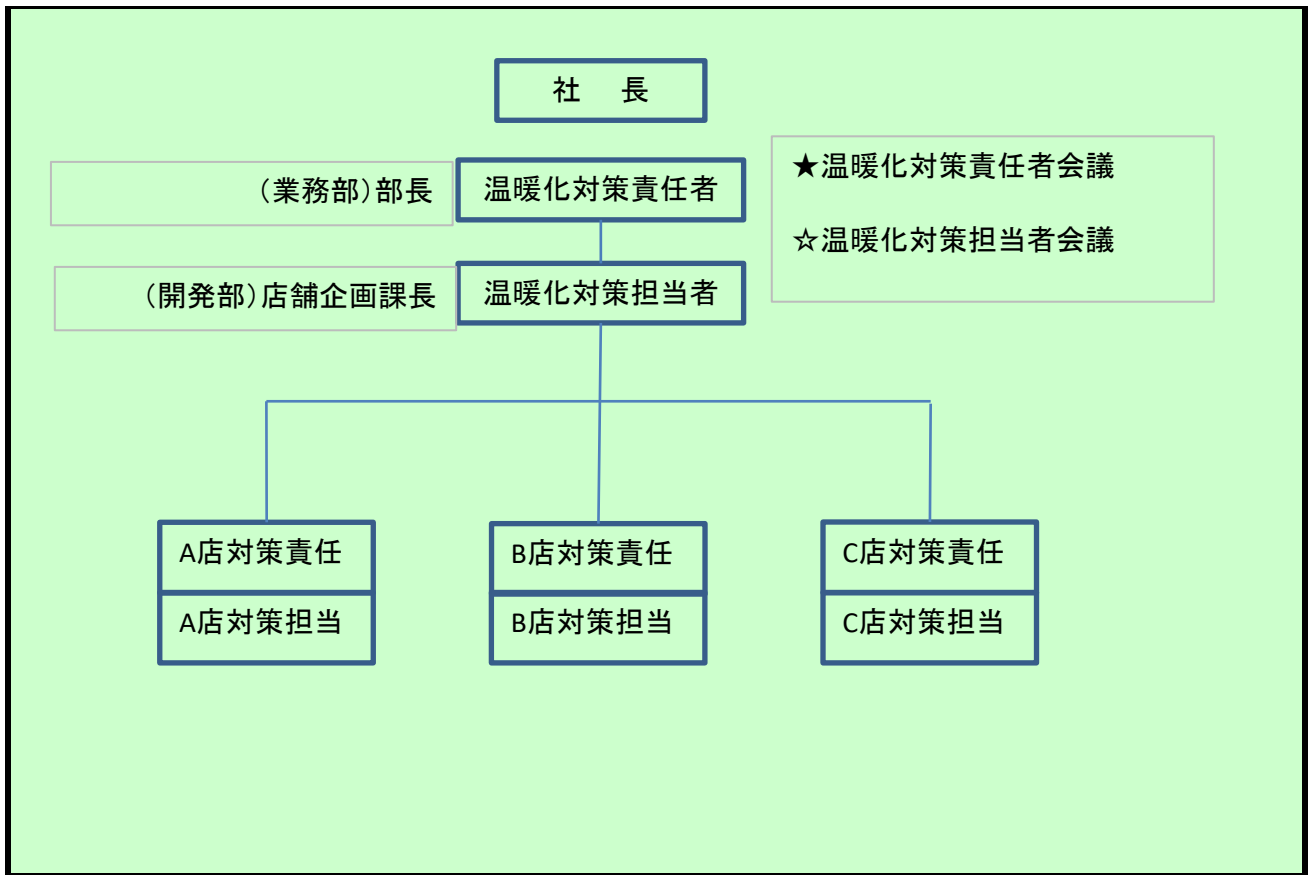 社　長
（業務部）部長
温暖化対策責任者
★温暖化対策責任者会議
☆温暖化対策担当者会議
（開発部）店舗企画課長
温暖化対策担当者
A店対策責任
A店対策担当
B店対策責任
B店対策担当
C店対策責任
C店対策担当